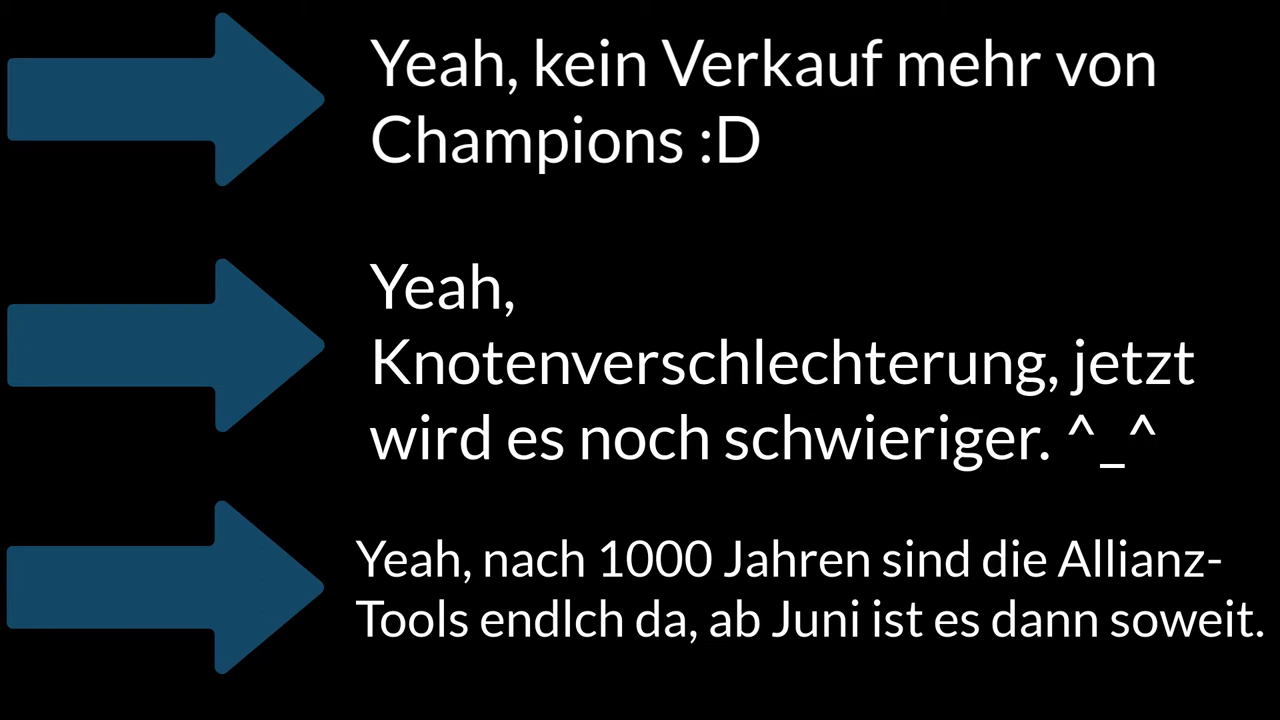 Yeah, kein Verkauf mehr von
Champions :D
Yeah,
Knotenverschlechterung, jetzt
wird es noch schwieriger. ^_^
Yeah, nach 1000 Jahren sind die Allianz-
Tools endlch da, ab Juni ist es dann soweit.